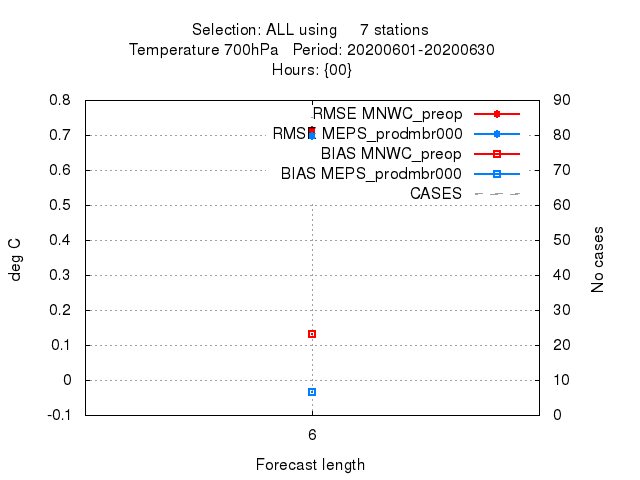 Selection: ALL using 7 stations
Temperature 700hPa Period: 20200601-20200630
Hours: {00}
0.8
0.7
0.6
0.5
0.4
0.3
0.2
0.1
0
-0.1
90
80
70
60
50
40
30
20
10
0
RMSE MNWC_preop
RMSE MEPS_prodmbr000
BIAS MNWC_preop
BIAS MEPS_prodmbr000
CASES
deg C
No cases
6
Forecast length